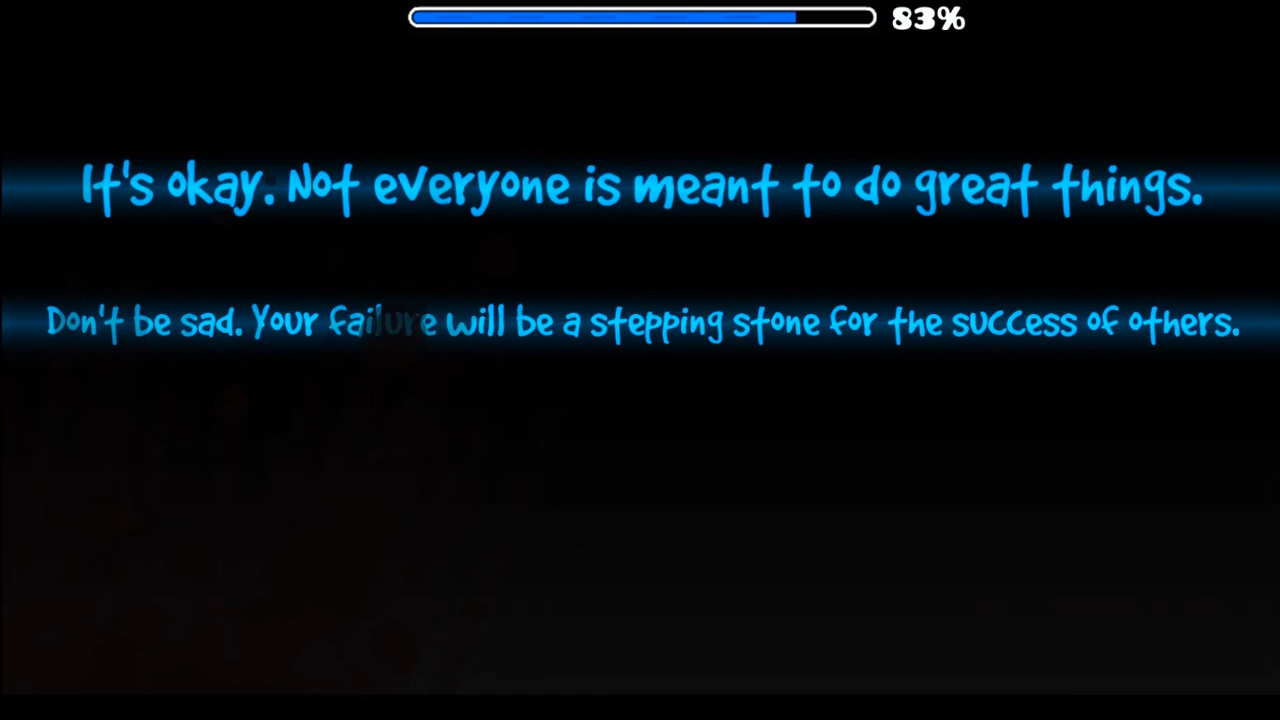 83%
It's okay. Not everyone is meant to do great things.
Don't be sad. Your failure will be a stepping stone for the success of others.